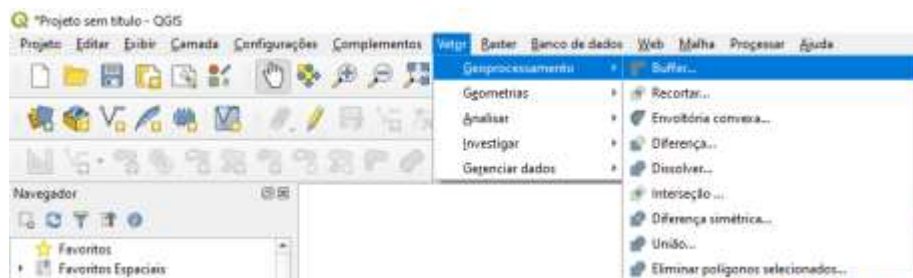 *Projeto sem título - QGIS
Projeto Editar Exibir Camada Configurações Complementos Vetor Raster Banco de dados Web Malha Processar Ajuda
Geoprocessamento
Buffer...
Geometrias
Recortar...
Analisar
Envoltória convexa...
Investigar
Diferença...
Gerenciar dados
Dissolver...
Interseção ...
Diferença simétrica...
União...
Eliminar polígonos selecionados...
Navegador
Favoritos
Favoritos Espaciais